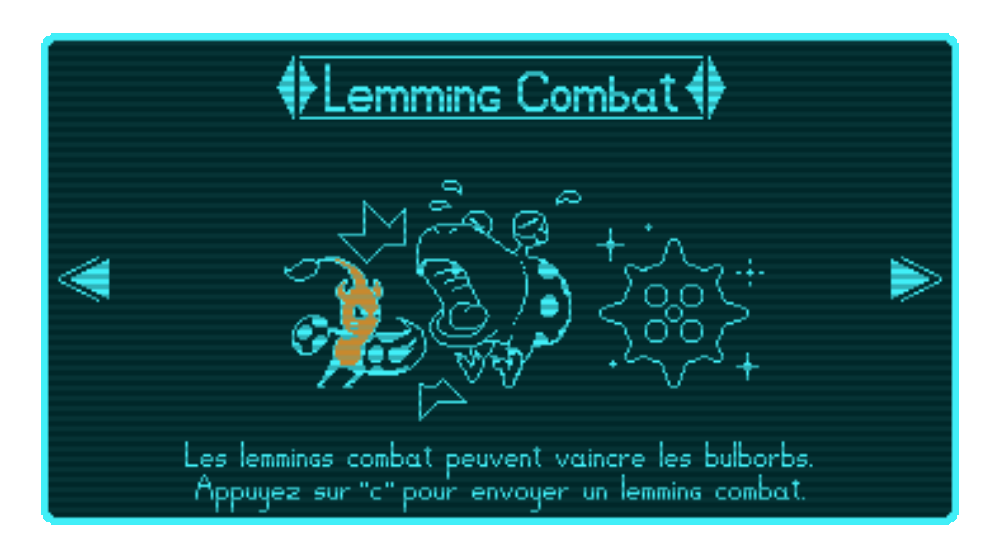 Lemming Combat
Les lemmings combat peuvent vaincre les bulborbs.
Appuyez sur "c" pour envoyer un lemming combat.